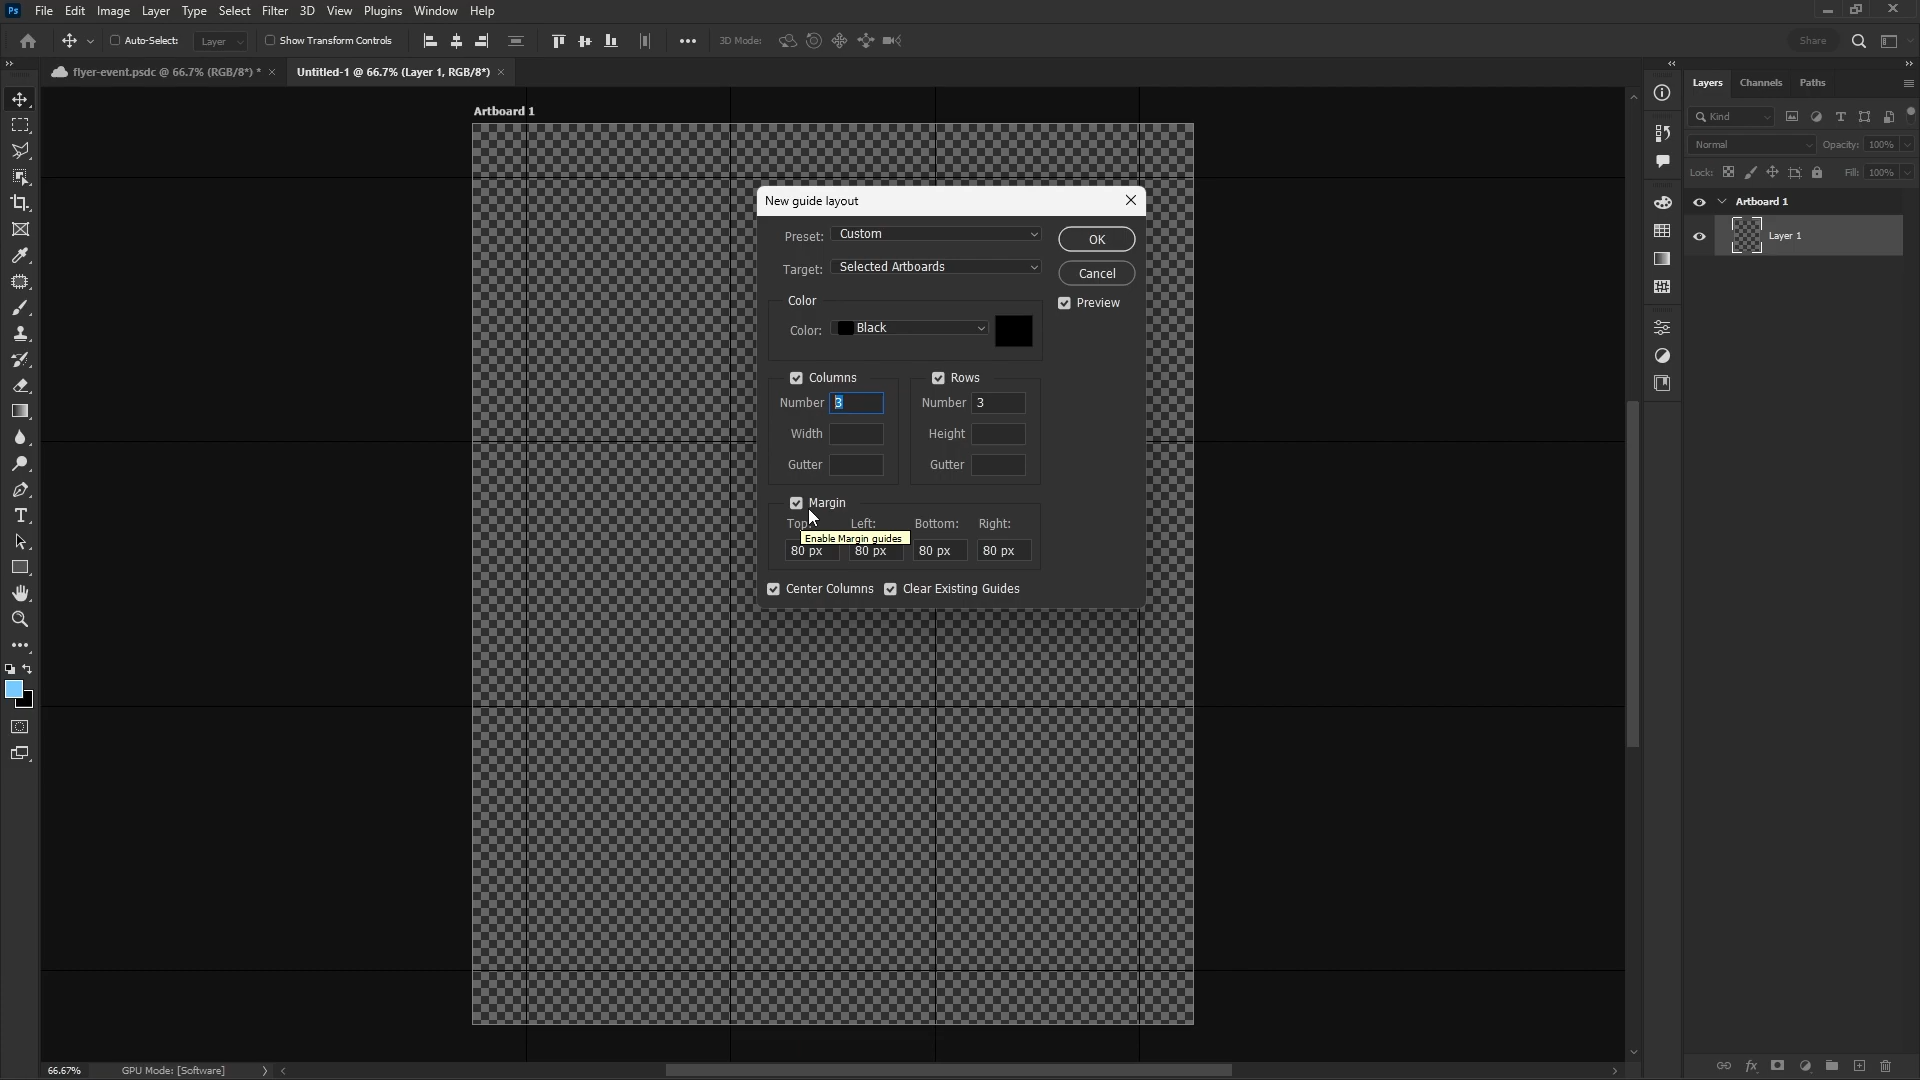 Ps File Edit Image Layer Type Select Filter 3D View Plugins Window Help
Auto-Select: Layer Show Transform Controls 3D Mode: Share
flyer-event.psdc @ 66.7% (RGB/8*) * Untitled-1 @ 66.7% (Layer 1, RGB/8*)
Artboard 1
New guide layout
Preset: Custom
OK
Target: Selected Artboards
Cancel
Color
Preview
Color: Black
Columns Rows
Number 3 Number 3
Width Height
Gutter Gutter
Margin
Top: Left: Bottom: Right:
Enable Margin guides
80 px 80 px 80 px 80 px
Center Columns Clear Existing Guides
Layers Channels Paths
Kind
Normal Opacity: 100%
Lock: Fill: 100%
Artboard 1
Layer 1
66.67% GPU Mode: [Software]